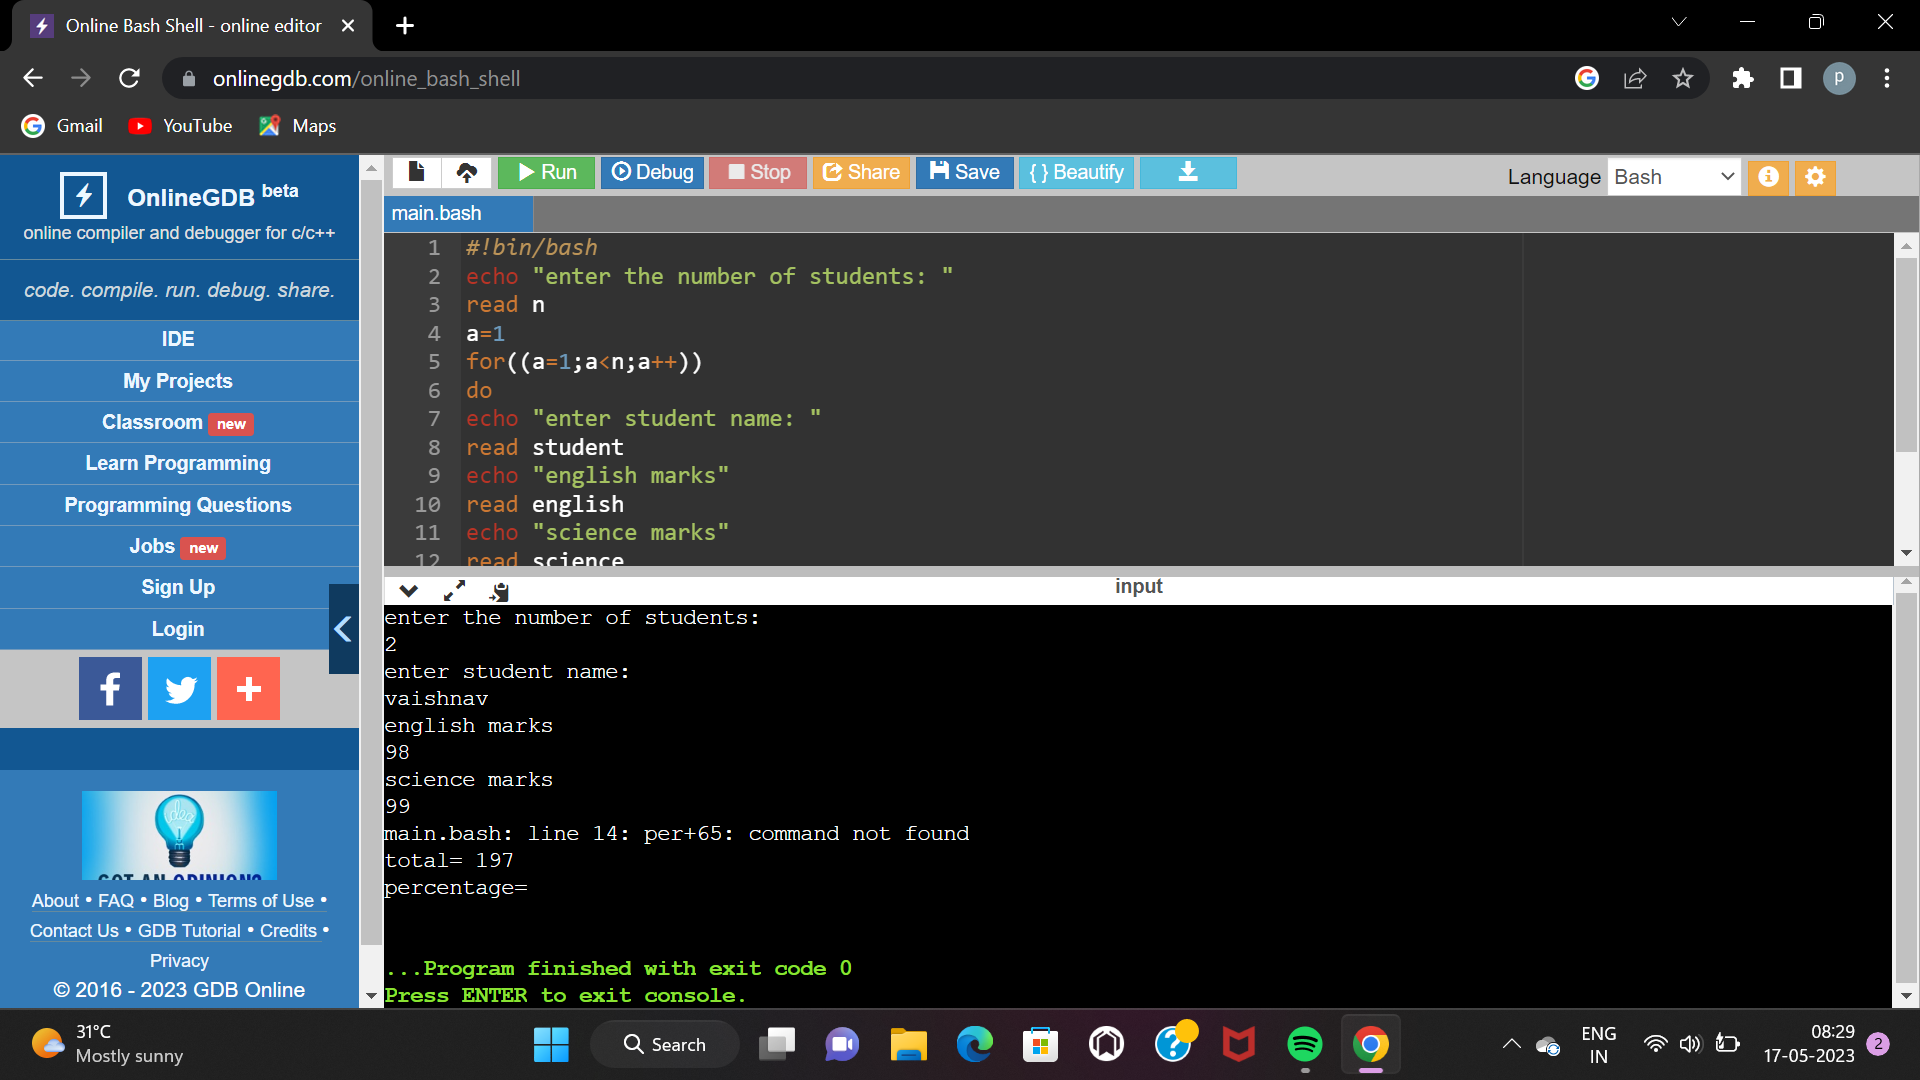 Online Bash Shell - online editor
onlinegdb.com/online_bash_shell
P
Gmail YouTube Maps
OnlineGDB beta
online compiler and debugger for c/c++
code. compile. run. debug. share.
IDE
My Projects
Classroom new
Learn Programming
Programming Questions
Jobs new
Sign Up
Login
idea
GOT AN OPINION?
About • FAQ • Blog • Terms of Use •
Contact Us • GDB Tutorial • Credits •
Privacy
© 2016 - 2023 GDB Online
Run Debug Stop Share Save { } Beautify
Language Bash
main.bash
1 #!bin/bash
2 echo "enter the number of students: "
3 read n
4 a=1
5 for((a=1;a<n;a++))
6 do
7 echo "enter student name: "
8 read student
9 echo "english marks"
10 read english
11 echo "science marks"
12 read science
input
enter the number of students:
2
enter student name:
vaishnav
english marks
98
science marks
99
main.bash: line 14: per+65: command not found
total= 197
percentage=
...Program finished with exit code 0
Press ENTER to exit console.
31°C
Mostly sunny
Search
ENG
IN
08:29
17-05-2023
2